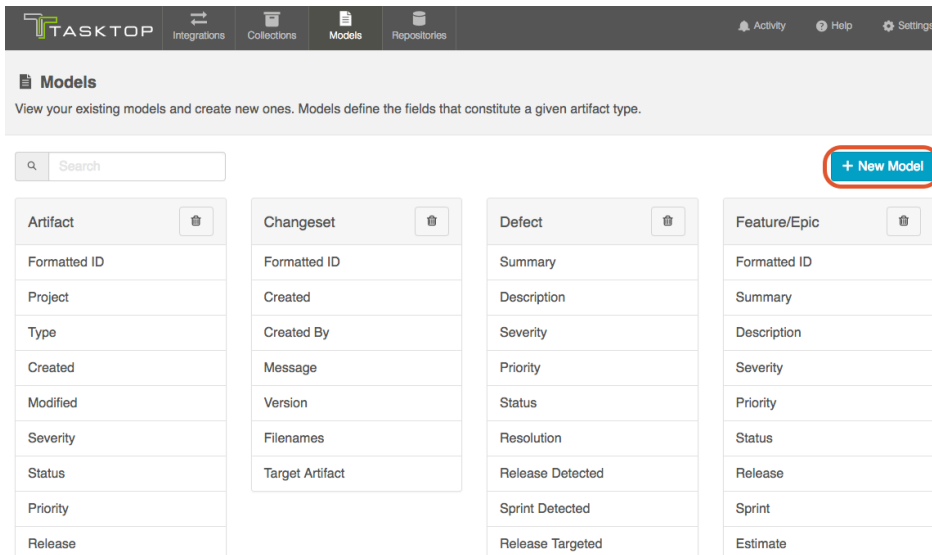 TASKTOP
Integrations
Collections
Models
Repositories
Activity
Help
Settings
Models
View your existing models and create new ones. Models define the fields that constitute a given artifact type.
Search
+ New Model
Artifact
Formatted ID
Project
Type
Created
Modified
Severity
Status
Priority
Release
Changeset
Formatted ID
Created
Created By
Message
Version
Filenames
Target Artifact
Defect
Summary
Description
Severity
Priority
Status
Resolution
Release Detected
Sprint Detected
Release Targeted
Feature/Epic
Formatted ID
Summary
Description
Severity
Priority
Status
Release
Sprint
Estimate